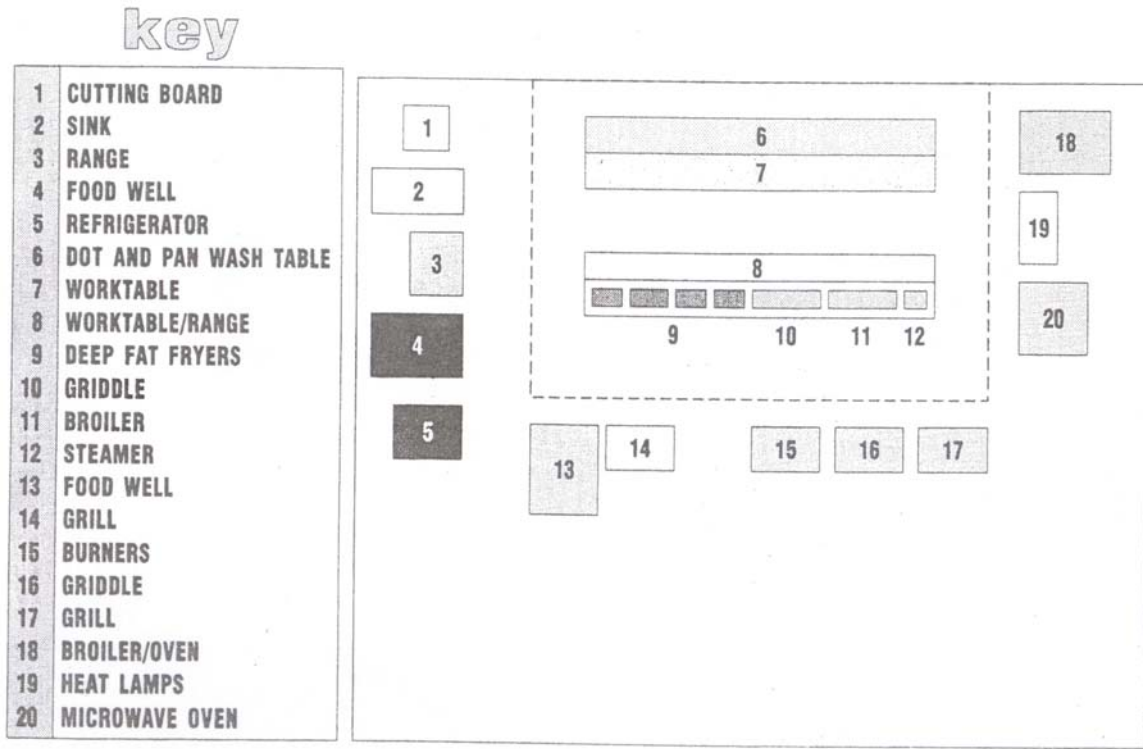 key
1 CUTTING BOARD
2 SINK
3 RANGE
4 FOOD WELL
5 REFRIGERATOR
6 DOT AND PAN WASH TABLE
7 WORKTABLE
8 WORKTABLE/RANGE
9 DEEP FAT FRYERS
10 GRIDDLE
11 BROILER
12 STEAMER
13 FOOD WELL
14 GRILL
15 BURNERS
16 GRIDDLE
17 GRILL
18 BROILER/OVEN
19 HEAT LAMPS
20 MICROWAVE OVEN
1
2
3
4
5
6
7
8
9 10 11 12
13
14
15
16
17
18
19
20